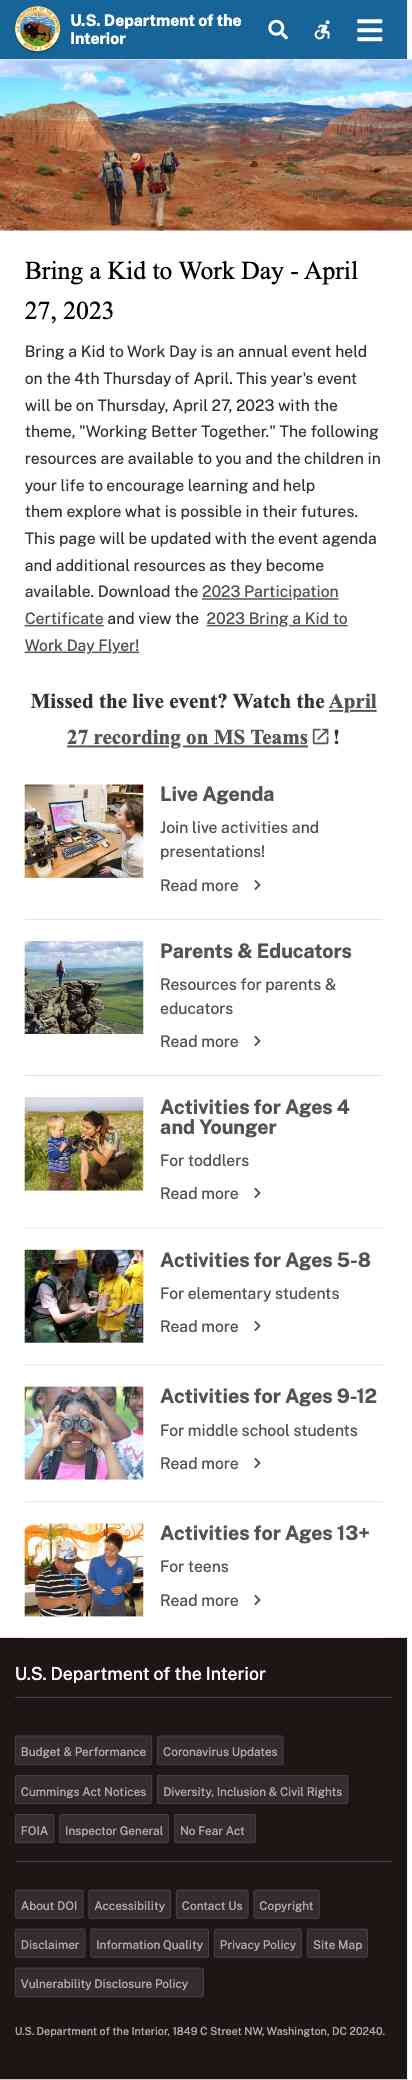 U.S. Department of the
Interior
Bring a Kid to Work Day - April
27, 2023
Bring a Kid to Work Day is an annual event held
on the 4th Thursday of April. This year's event
will be on Thursday, April 27, 2023 with the
theme, "Working Better Together." The following
resources are available to you and the children in
your life to encourage learning and help
them explore what is possible in their futures.
This page will be updated with the event agenda
and additional resources as they become
available. Download the 2023 Participation
Certificate and view the 2023 Bring a Kid to
Work Day Flyer!
Missed the live event? Watch the April
27 recording on MS Teams !
Live Agenda
Join live activities and
presentations!
Read more
Parents & Educators
Resources for parents &
educators
Read more
Activities for Ages 4
and Younger
For toddlers
Read more
Activities for Ages 5-8
For elementary students
Read more
Activities for Ages 9-12
For middle school students
Read more
Activities for Ages 13+
For teens
Read more
U.S. Department of the Interior
Budget & Performance Coronavirus Updates
Cummings Act Notices Diversity, Inclusion & Civil Rights
FOIA Inspector General No Fear Act
About DOI Accessibility Contact Us Copyright
Disclaimer Information Quality Privacy Policy Site Map
Vulnerability Disclosure Policy
U.S. Department of the Interior, 1849 C Street NW, Washington, DC 20240.